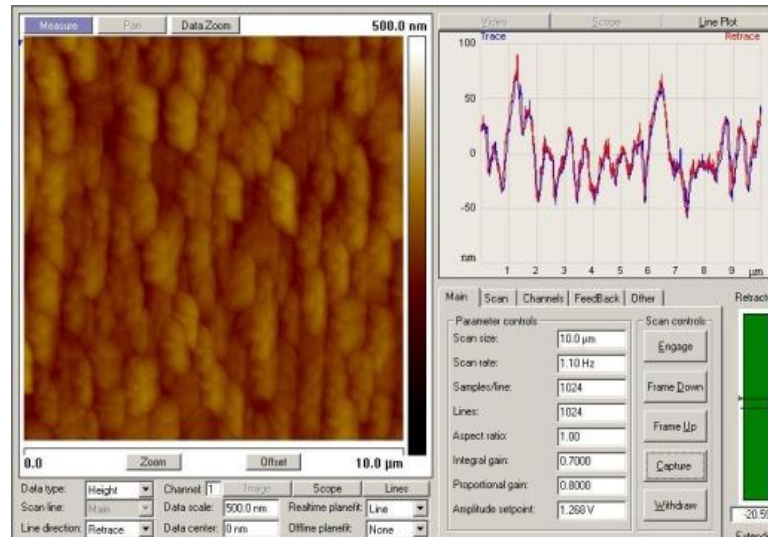 Measure Pan Data Zoom 500.0 nm
0.0 Zoom Offset 10.0 µm
Data type: Height Channel: 1 Image Scope Lines
Scan line: Main Data scale: 500.0 nm Realtime planefit: Line
Line direction: Retrace Data center: 0 nm Offline planefit: None
Video Scope Line Plot
Trace Retrace
100
50
0
-50
nm
1 2 3 4 5 6 7 8 9 µm
Main Scan Channels FeedBack Other
Parameter controls
Scan size: 10.0 µm
Scan rate: 1.10 Hz
Samples/line: 1024
Lines: 1024
Aspect ratio: 1.00
Integral gain: 0.7000
Proportional gain: 0.8000
Amplitude setpoint: 1.268 V
Scan controls
Engage
Frame Down
Frame Up
Capture
Withdraw
Retracte
-20.59